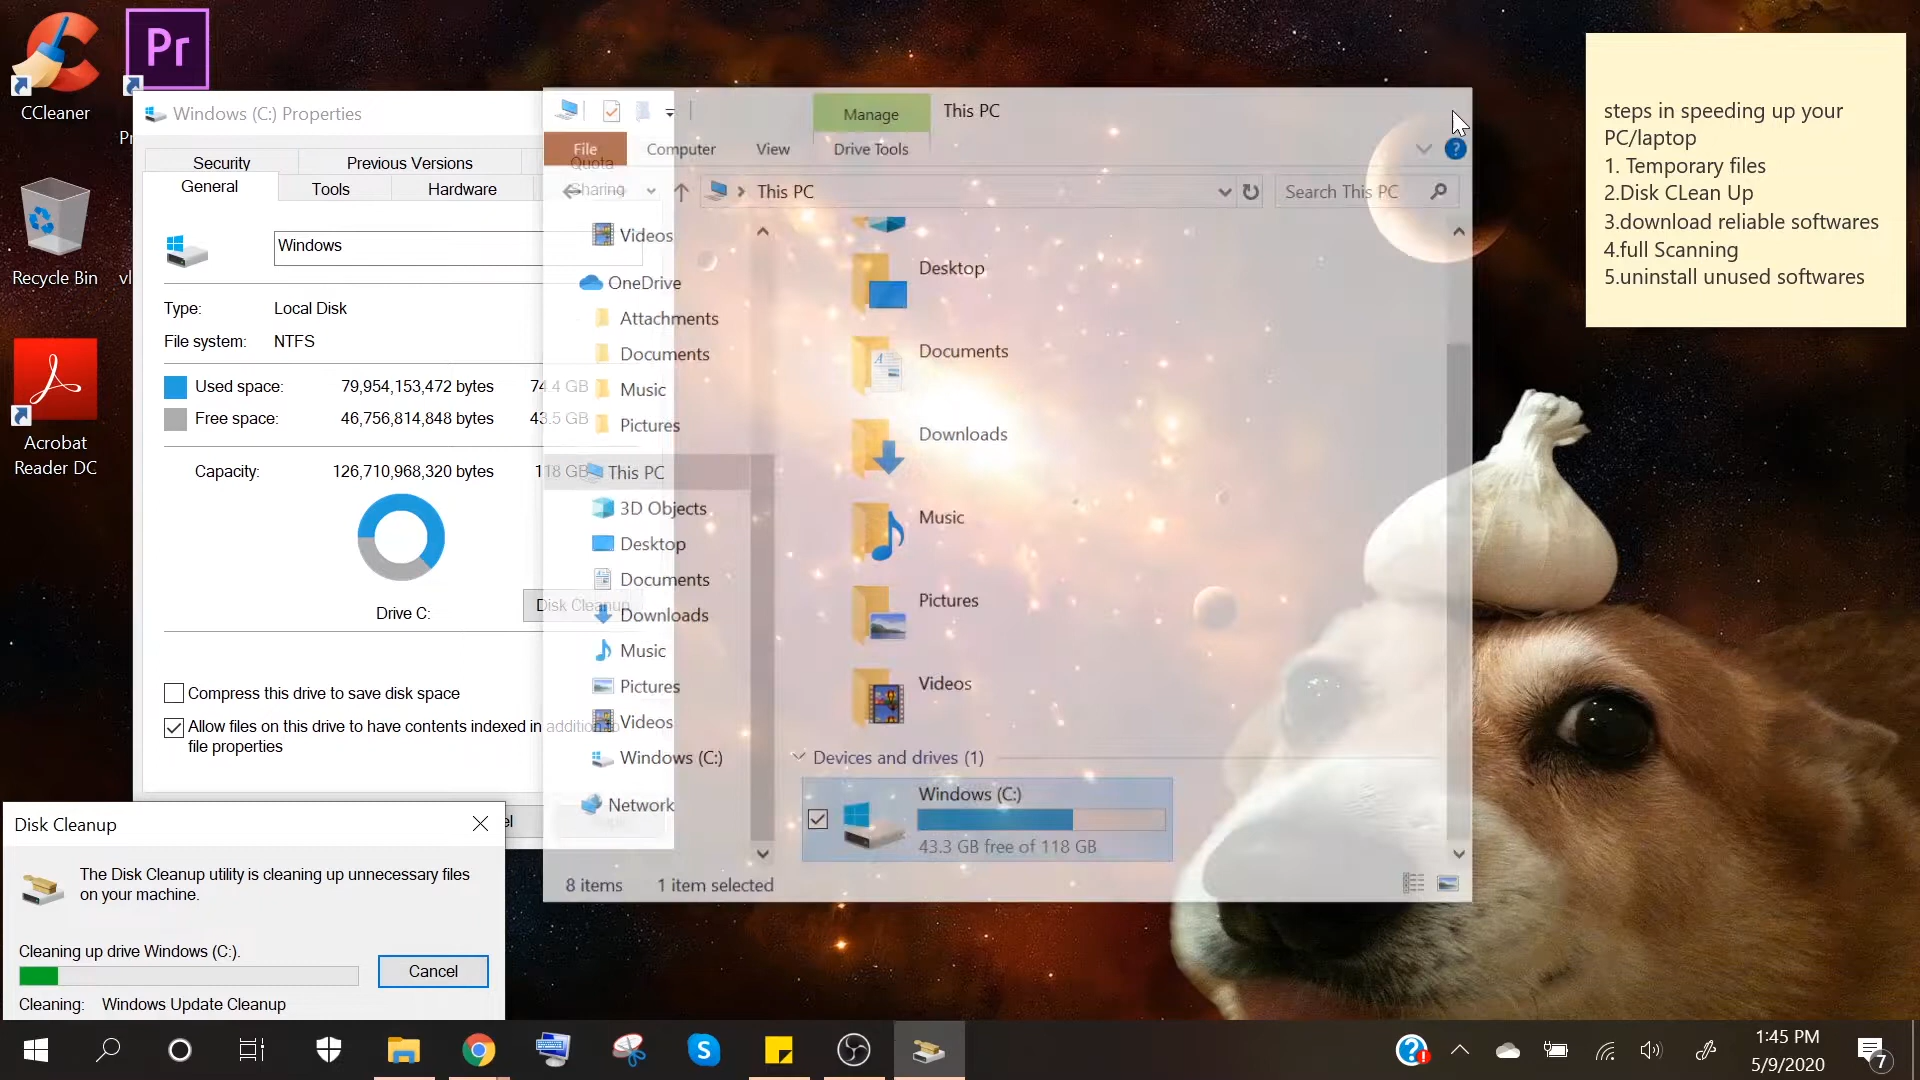 CCleaner
Pr
Recycle Bin
Acrobat
Reader DC
Windows (C:) Properties
Security
Previous Versions
Quota
General
Tools
Hardware
Sharing
Windows
Type:
Local Disk
File system:
NTFS
Used space:
79,954,153,472 bytes
74.4 GB
Free space:
46,756,814,848 bytes
43.5 GB
Capacity:
126,710,968,320 bytes
118 GB
Drive C:
Disk Cleanup
Compress this drive to save disk space
Allow files on this drive to have contents indexed in addition to
file properties
Manage
This PC
File
Computer
View
Drive Tools
This PC
Search This PC
Videos
OneDrive
Attachments
Documents
Music
Pictures
This PC
3D Objects
Desktop
Documents
Downloads
Music
Pictures
Videos
Windows (C:)
Network
Desktop
Documents
Downloads
Music
Pictures
Videos
Devices and drives (1)
Windows (C:)
43.3 GB free of 118 GB
8 items
1 item selected
steps in speeding up your
PC/laptop
1. Temporary files
2.Disk CLean Up
3.download reliable softwares
4.full Scanning
5.uninstall unused softwares
Disk Cleanup
The Disk Cleanup utility is cleaning up unnecessary files
on your machine.
Cleaning up drive Windows (C:).
Cancel
Cleaning: Windows Update Cleanup
1:45 PM
5/9/2020
7